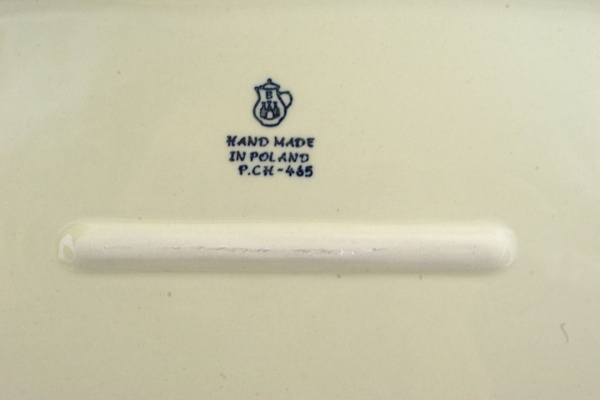 B
HAND MADE
IN POLAND
P.CH-465